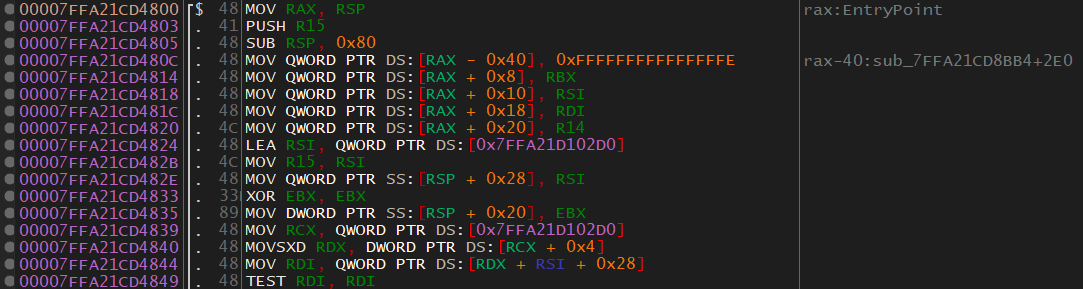 00007FFA21CD4800 $ 48 MOV RAX, RSP rax:EntryPoint
00007FFA21CD4803 . 41 PUSH R15
00007FFA21CD4805 . 48 SUB RSP, 0x80
00007FFA21CD480C . 48 MOV QWORD PTR DS:[RAX - 0x40], 0xFFFFFFFFFFFFFFFE rax-40:sub_7FFA21CD8BB4+2E0
00007FFA21CD4814 . 48 MOV QWORD PTR DS:[RAX + 0x8], RBX
00007FFA21CD4818 . 48 MOV QWORD PTR DS:[RAX + 0x10], RSI
00007FFA21CD481C . 48 MOV QWORD PTR DS:[RAX + 0x18], RDI
00007FFA21CD4820 . 4C MOV QWORD PTR DS:[RAX + 0x20], R14
00007FFA21CD4824 . 48 LEA RSI, QWORD PTR DS:[0x7FFA21D102D0]
00007FFA21CD482B . 4C MOV R15, RSI
00007FFA21CD482E . 48 MOV QWORD PTR SS:[RSP + 0x28], RSI
00007FFA21CD4833 . 33 XOR EBX, EBX
00007FFA21CD4835 . 89 MOV DWORD PTR SS:[RSP + 0x20], EBX
00007FFA21CD4839 . 48 MOV RCX, QWORD PTR DS:[0x7FFA21D102D0]
00007FFA21CD4840 . 48 MOVSXD RDX, DWORD PTR DS:[RCX + 0x4]
00007FFA21CD4844 . 48 MOV RDI, QWORD PTR DS:[RDX + RSI + 0x28]
00007FFA21CD4849 . 48 TEST RDI, RDI